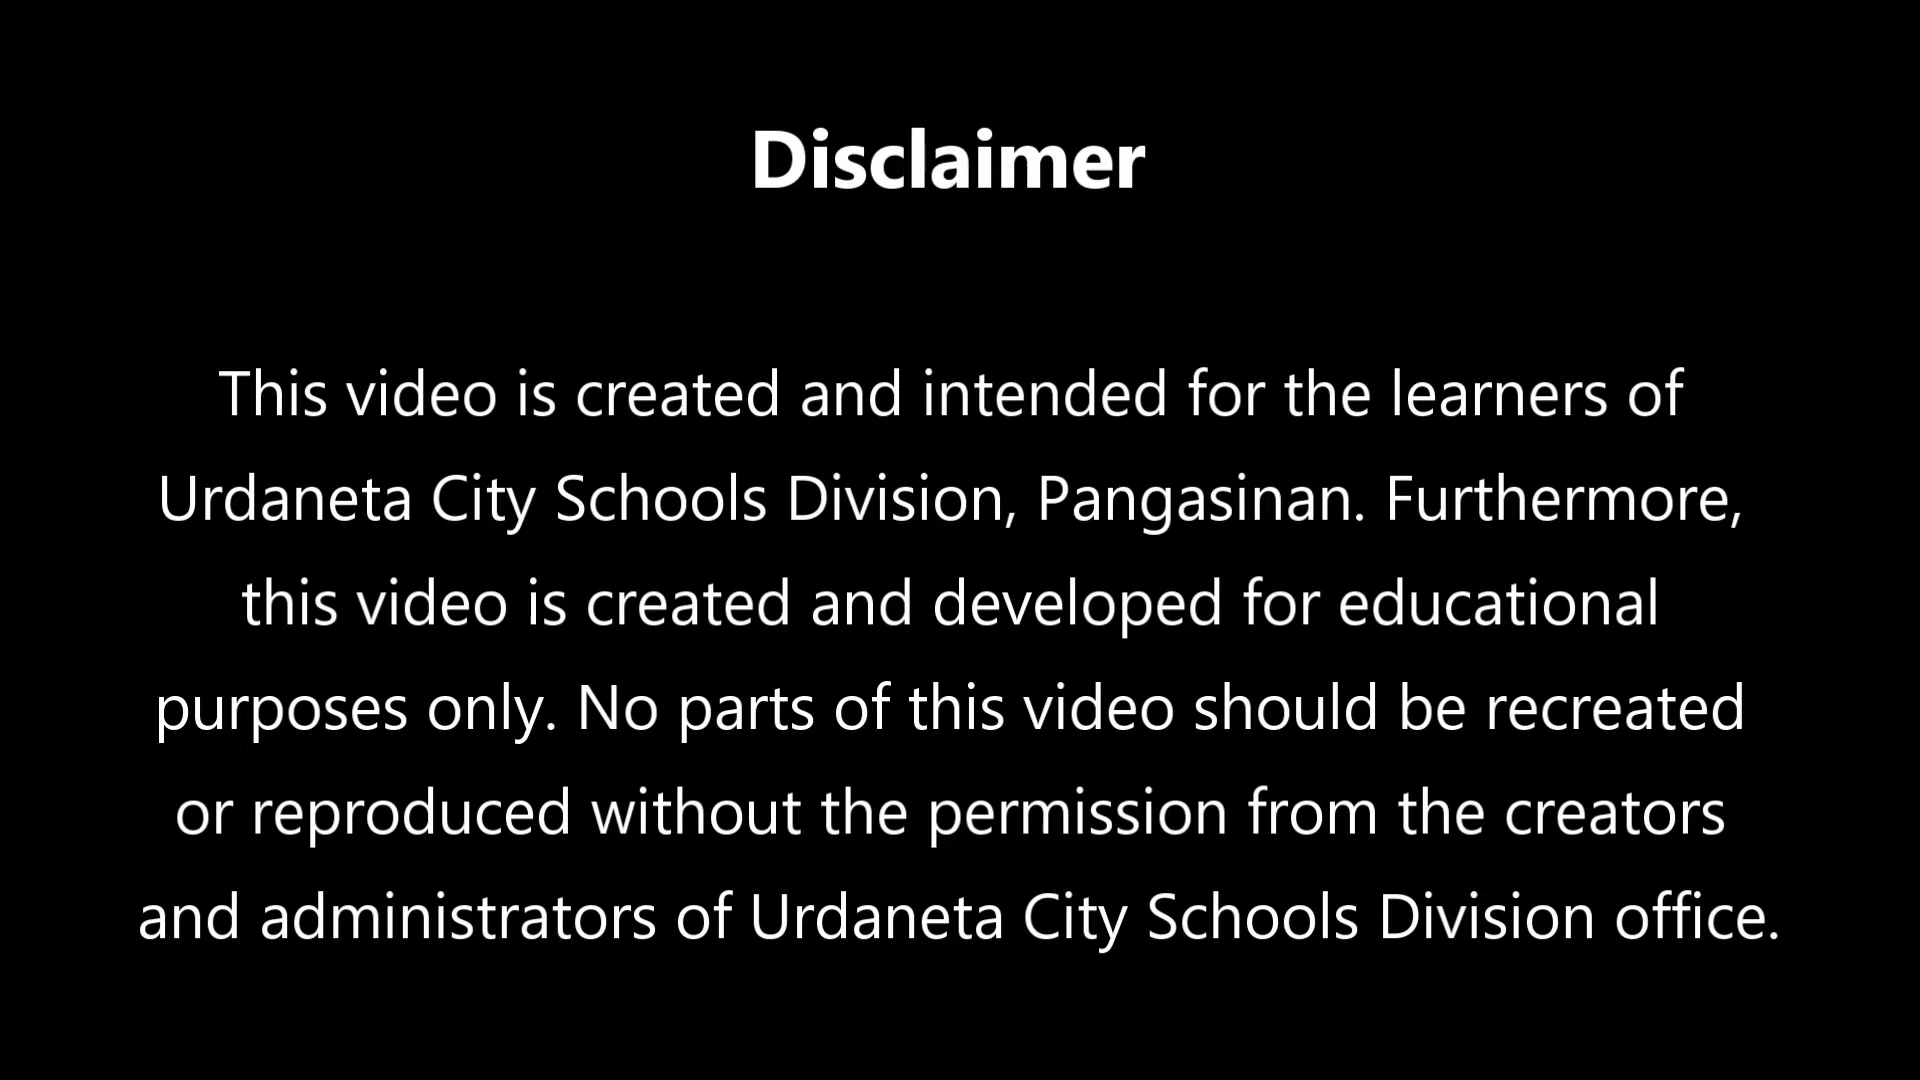 Disclaimer
This video is created and intended for the learners of
Urdaneta City Schools Division, Pangasinan. Furthermore,
this video is created and developed for educational
purposes only. No parts of this video should be recreated
or reproduced without the permission from the creators
and administrators of Urdaneta City Schools Division office.